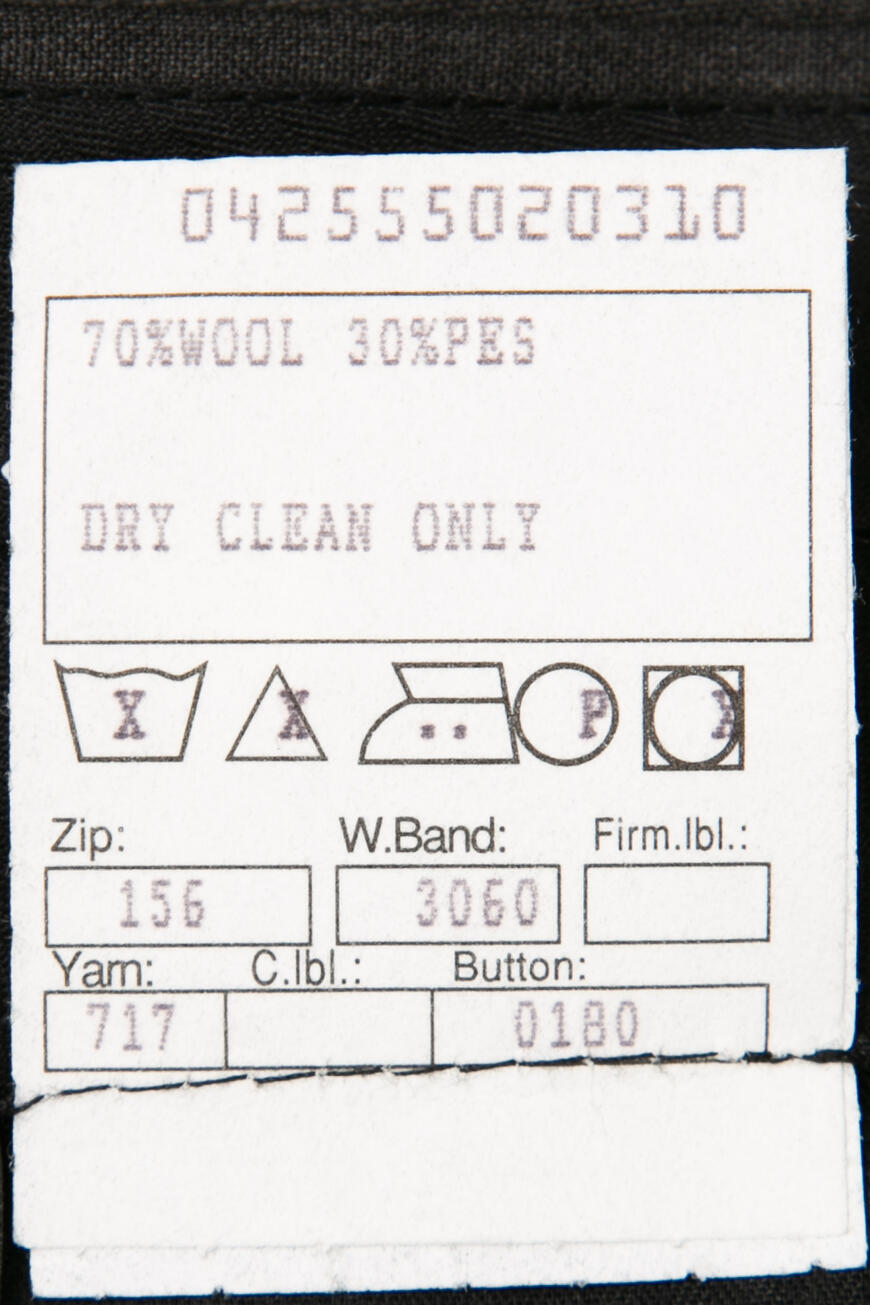 042555020310
70%WOOL 30%PES
DRY CLEAN ONLY
X X .. P X
Zip: W.Band: Firm.lbl.:
156 3060
Yarn: C.lbl.: Button:
717 0180